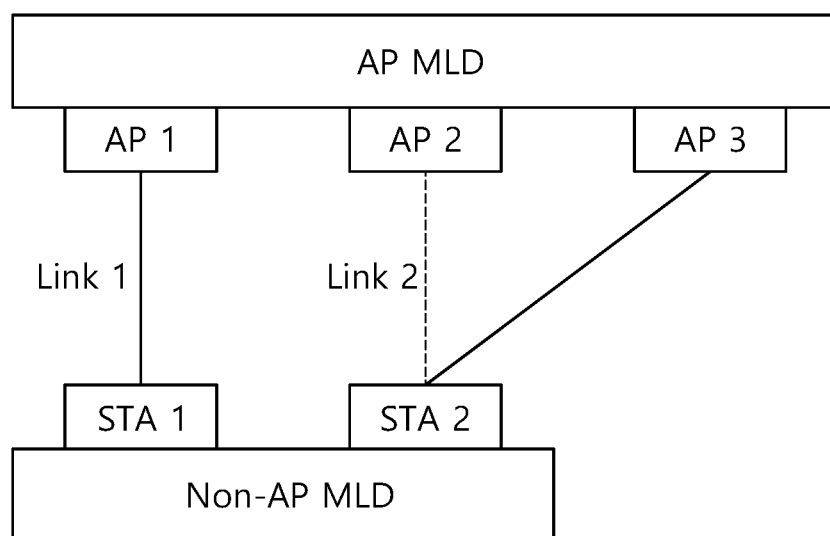 AP MLD
AP 1
AP 2
AP 3
Link 1
Link 2
STA 1
STA 2
Non-AP MLD